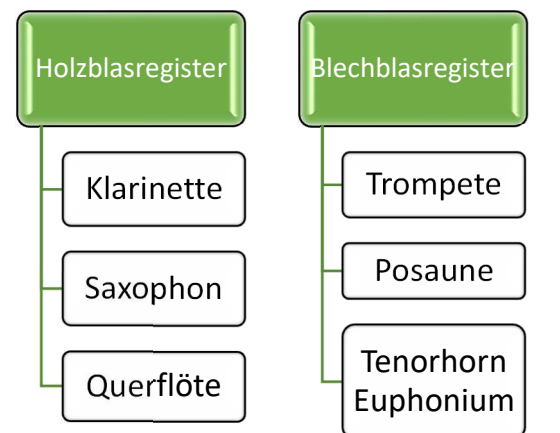 Holzblasregister
Klarinette
Saxophon
Querflöte
Blechblasregister
Trompete
Posaune
Tenorhorn
Euphonium